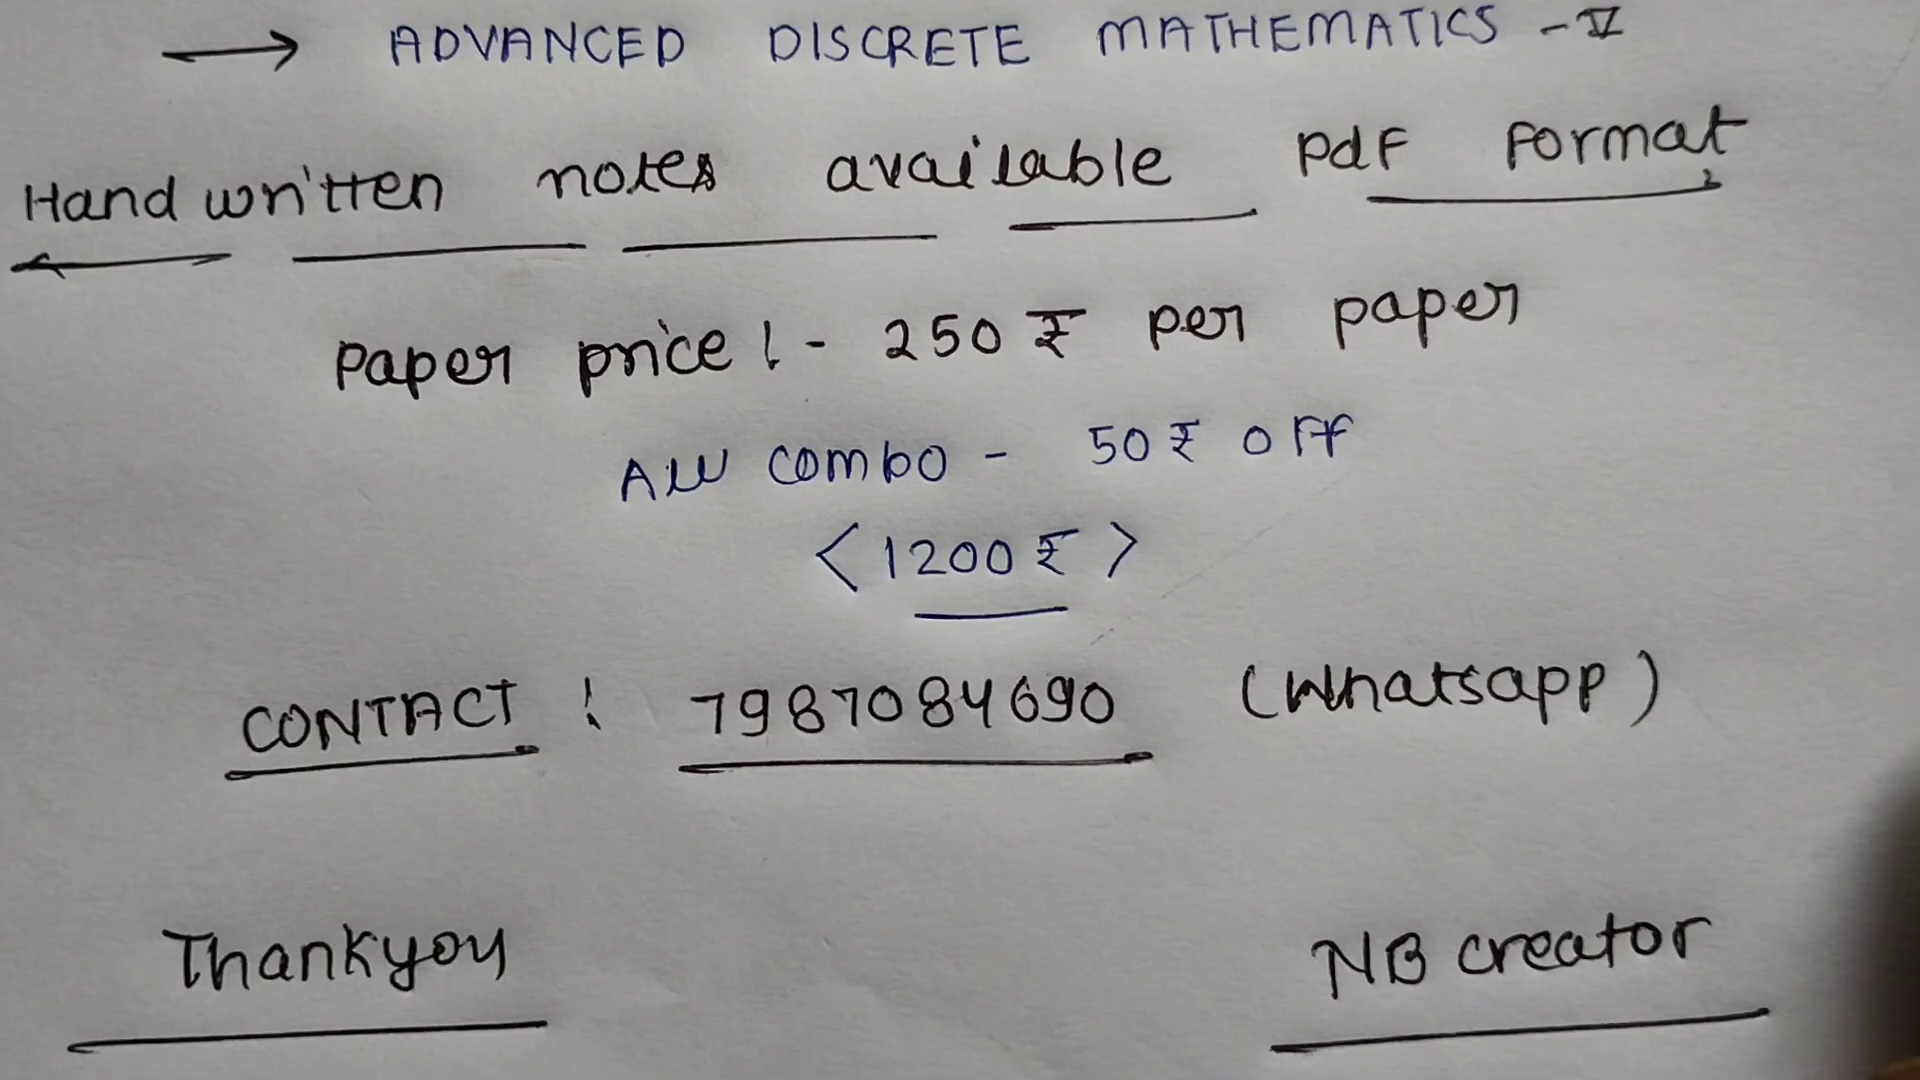 → ADVANCED DISCRETE MATHEMATICS - V
Hand written notes available pdf format
Paper price :- 250 ₹ per paper
All combo - 50 ₹ off
<1200 ₹>
CONTACT : 7987084690 (Whatsapp)
Thankyou NB creator